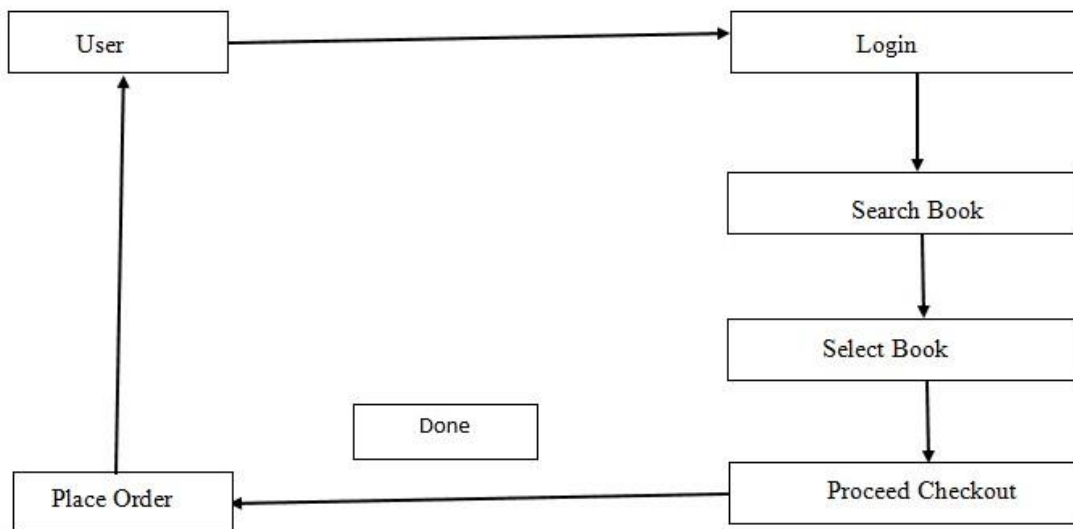 User
Login
Search Book
Select Book
Done
Place Order
Proceed Checkout